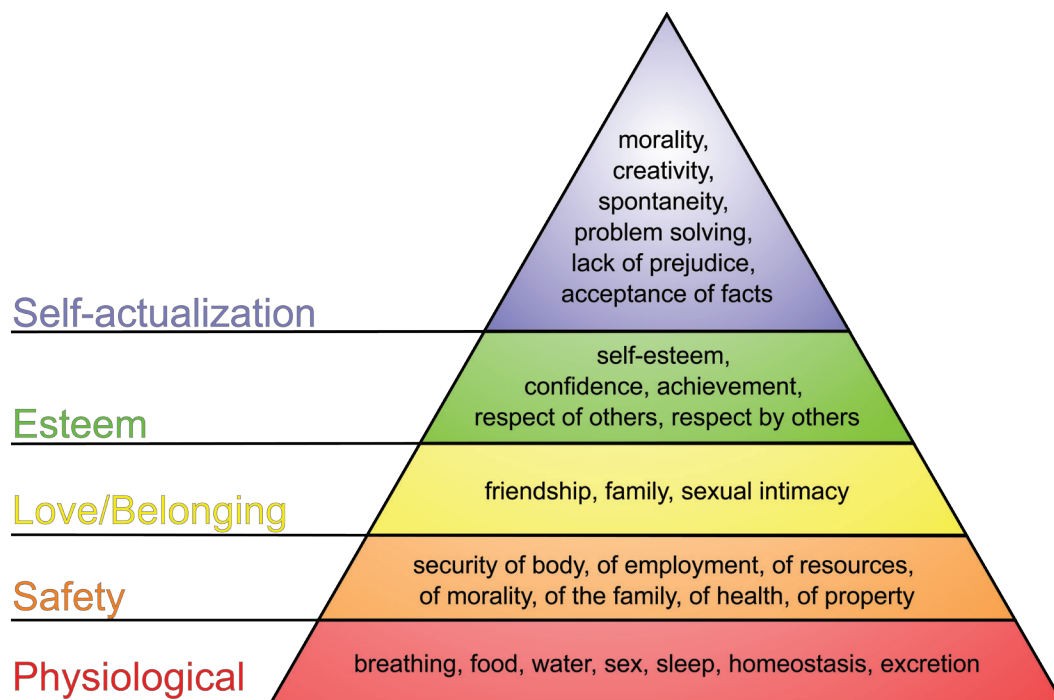 morality,
creativity,
spontaneity,
problem solving,
lack of prejudice,
acceptance of facts
Self-actualization
self-esteem,
confidence, achievement,
respect of others, respect by others
Esteem
friendship, family, sexual intimacy
Love/Belonging
security of body, of employment, of resources,
of morality, of the family, of health, of property
Safety
breathing, food, water, sex, sleep, homeostasis, excretion
Physiological